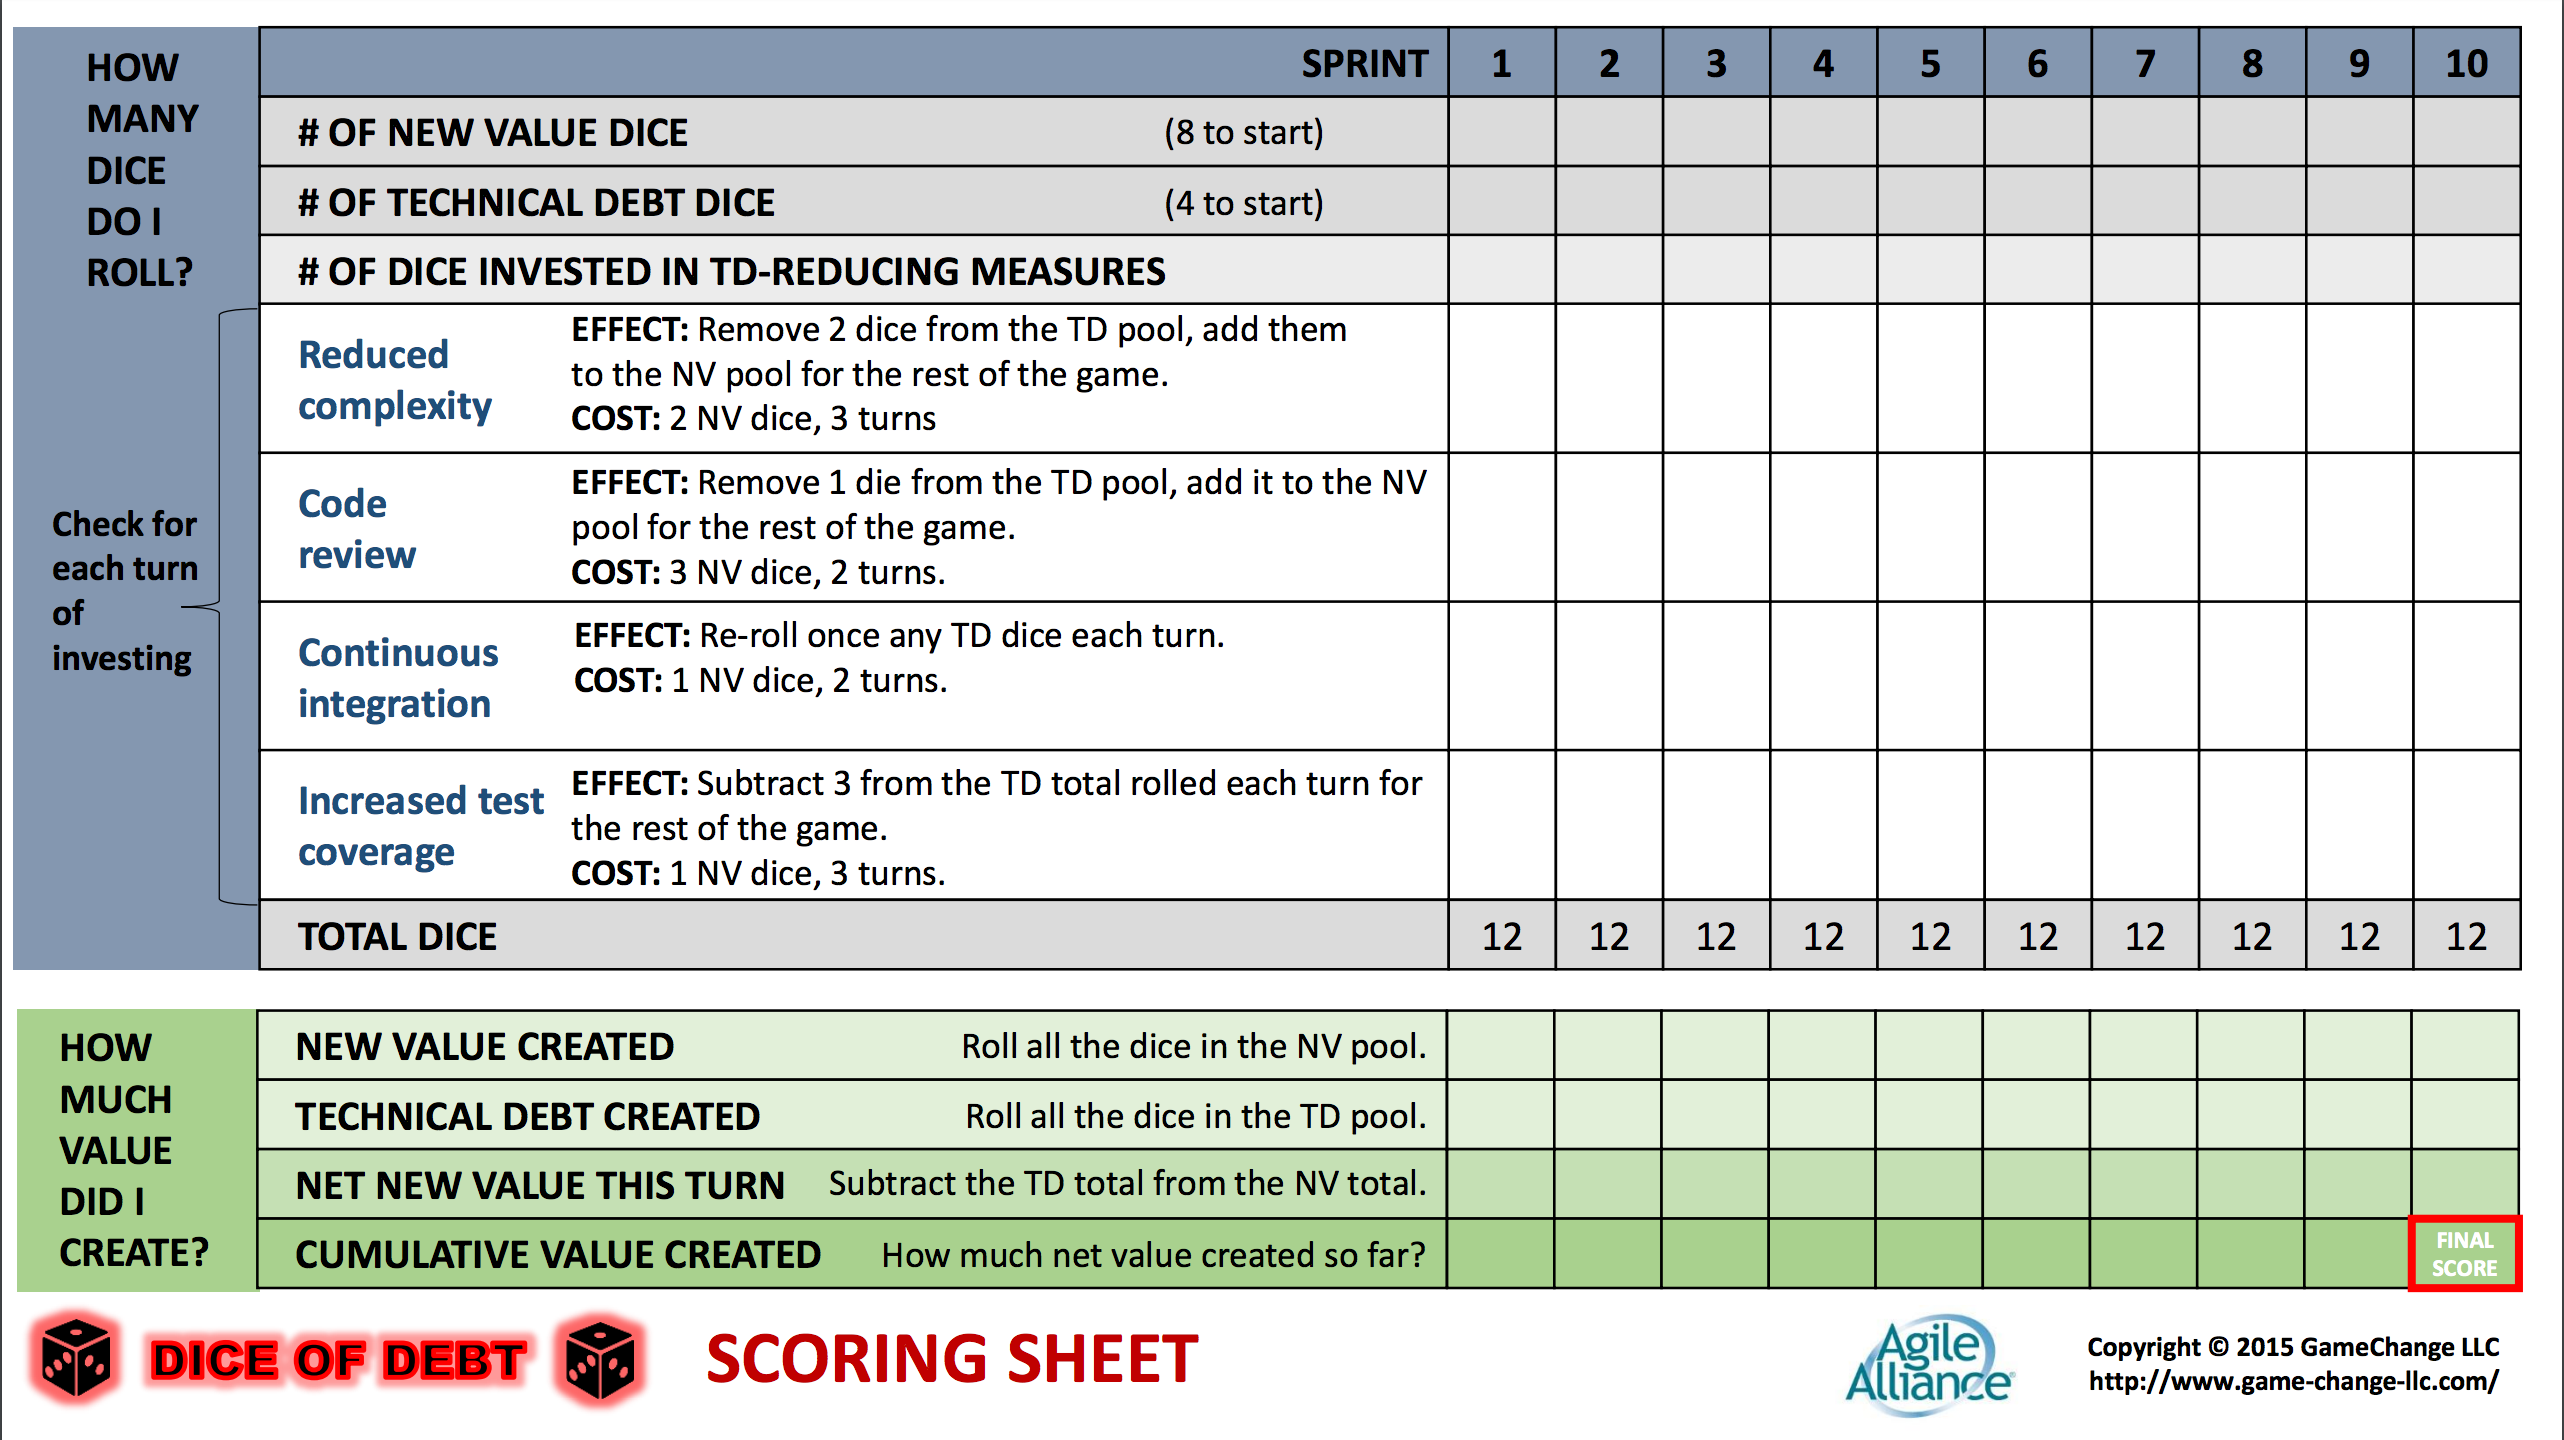 HOW
MANY
DICE
DO I
ROLL?
SPRINT 1 2 3 4 5 6 7 8 9 10
# OF NEW VALUE DICE (8 to start)
# OF TECHNICAL DEBT DICE (4 to start)
# OF DICE INVESTED IN TD-REDUCING MEASURES
Check for
each turn
of
investing
Reduced
complexity
EFFECT: Remove 2 dice from the TD pool, add them
to the NV pool for the rest of the game.
COST: 2 NV dice, 3 turns
Code
review
EFFECT: Remove 1 die from the TD pool, add it to the NV
pool for the rest of the game.
COST: 3 NV dice, 2 turns.
Continuous
integration
EFFECT: Re-roll once any TD dice each turn.
COST: 1 NV dice, 2 turns.
Increased test
coverage
EFFECT: Subtract 3 from the TD total rolled each turn for
the rest of the game.
COST: 1 NV dice, 3 turns.
TOTAL DICE 12 12 12 12 12 12 12 12 12 12
HOW
MUCH
VALUE
DID I
CREATE?
NEW VALUE CREATED Roll all the dice in the NV pool.
TECHNICAL DEBT CREATED Roll all the dice in the TD pool.
NET NEW VALUE THIS TURN Subtract the TD total from the NV total.
CUMULATIVE VALUE CREATED How much net value created so far?
FINAL
SCORE
DICE OF DEBT
SCORING SHEET
Agile
Alliance
Copyright © 2015 GameChange LLC
http://www.game-change-llc.com/